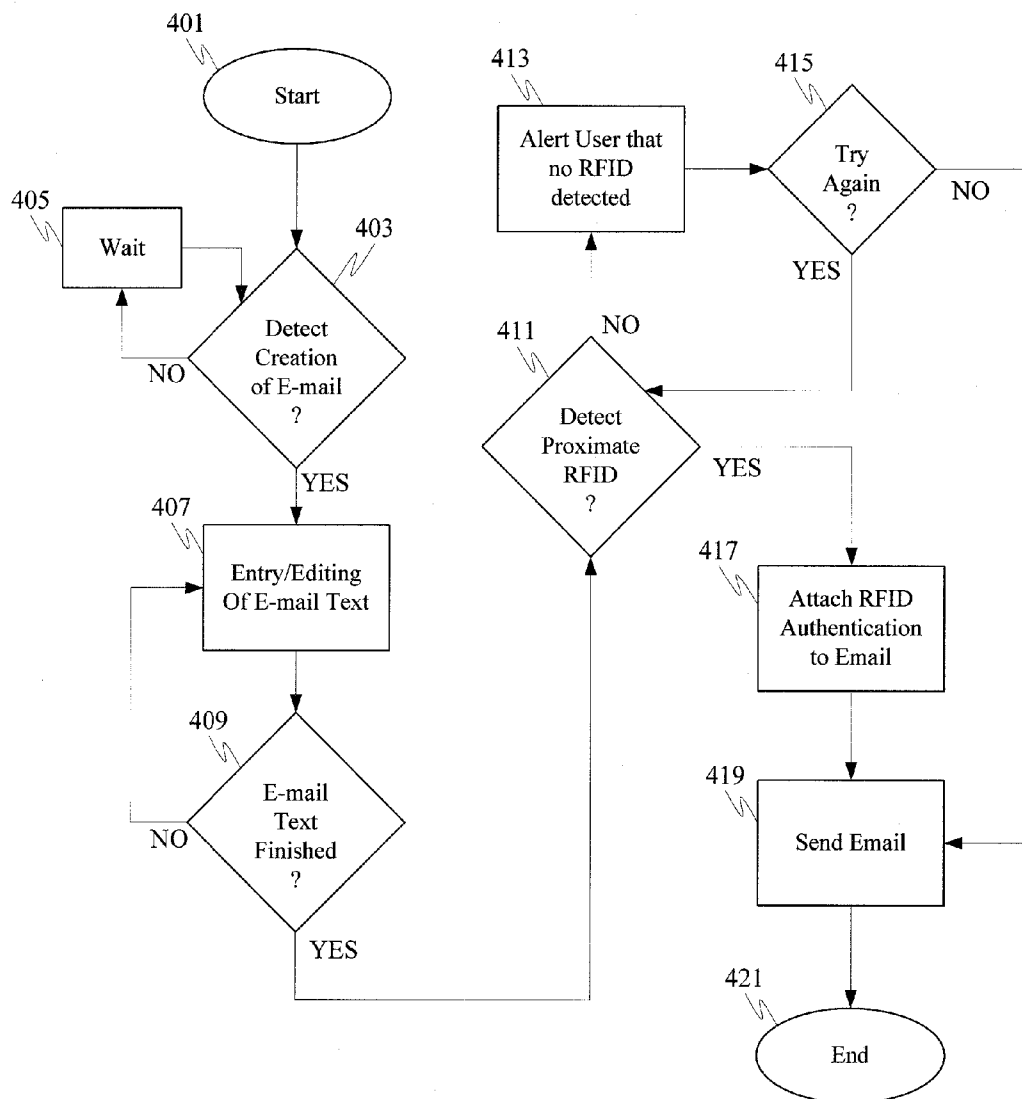 401
Start
405
Wait
403
Detect
Creation
of E-mail
?
NO
YES
407
Entry/Editing
Of E-mail Text
409
E-mail
Text
Finished
?
NO
YES
411
Detect
Proximate
RFID
?
NO
YES
413
Alert User that
no RFID
detected
415
Try
Again
?
NO
YES
417
Attach RFID
Authentication
to Email
419
Send Email
421
End